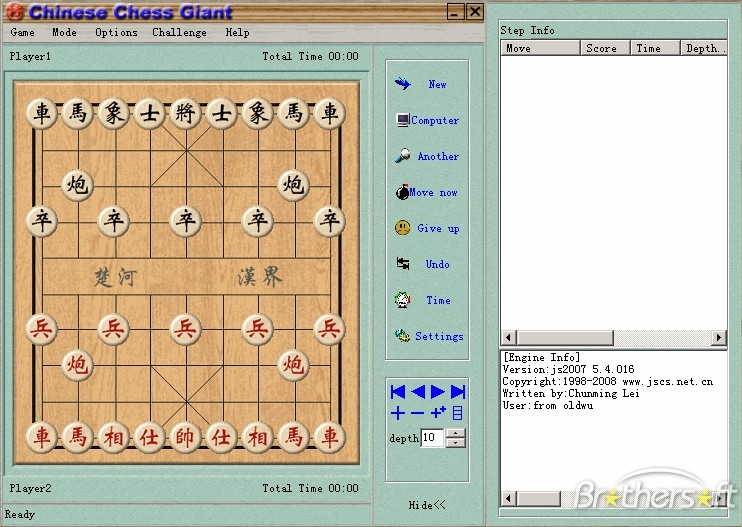 Chinese Chess Giant
Game Mode Options Challenge Help
Player1 Total Time 00:00
車 馬 象 士 將 士 象 馬 車
炮 炮
卒 卒 卒 卒 卒
楚河 漢界
兵 兵 兵 兵 兵
炮 炮
車 馬 相 仕 帥 仕 相 馬 車
Player2 Total Time 00:00
Ready
New
Computer
Another
Move now
Give up
Undo
Time
Settings
depth 10
Hide<<
Step Info
Move Score Time Depth..
[Engine Info]
Version:js2007 5.4.016
Copyright:1998-2008 www.jscs.net.cn
Written by:Chunming Lei
User:from oldwu
Brothersoft